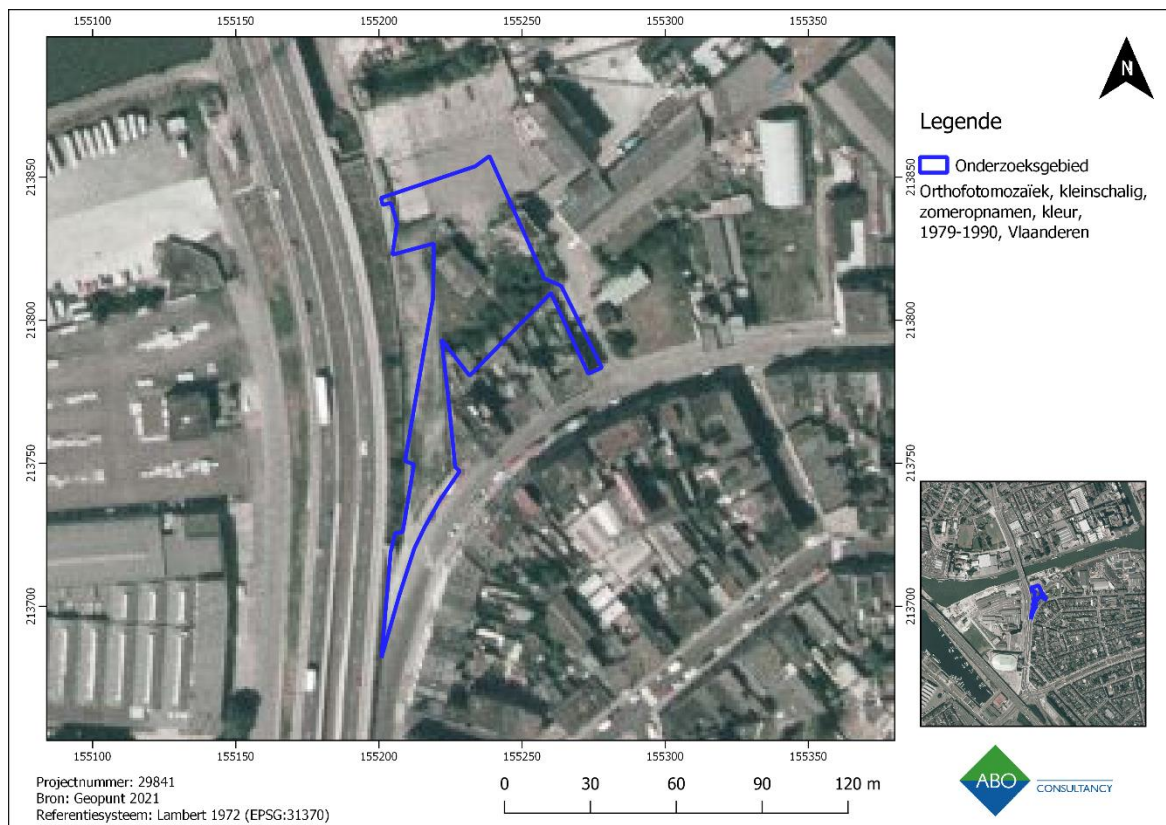 155100 155150 155200 155250 155300 155350
N
Legende
Onderzoeksgebied
Orthofotomozaïek, kleinschalig,
zomeropnamen, kleur,
1979-1990, Vlaanderen
213850 213850
213800 213800
213750 213750
213700 213700
155100 155150 155200 155250 155300 155350
Projectnummer: 29841
Bron: Geopunt 2021
Referentiesysteem: Lambert 1972 (EPSG:31370)
0 30 60 90 120 m
ABO
CONSULTANCY